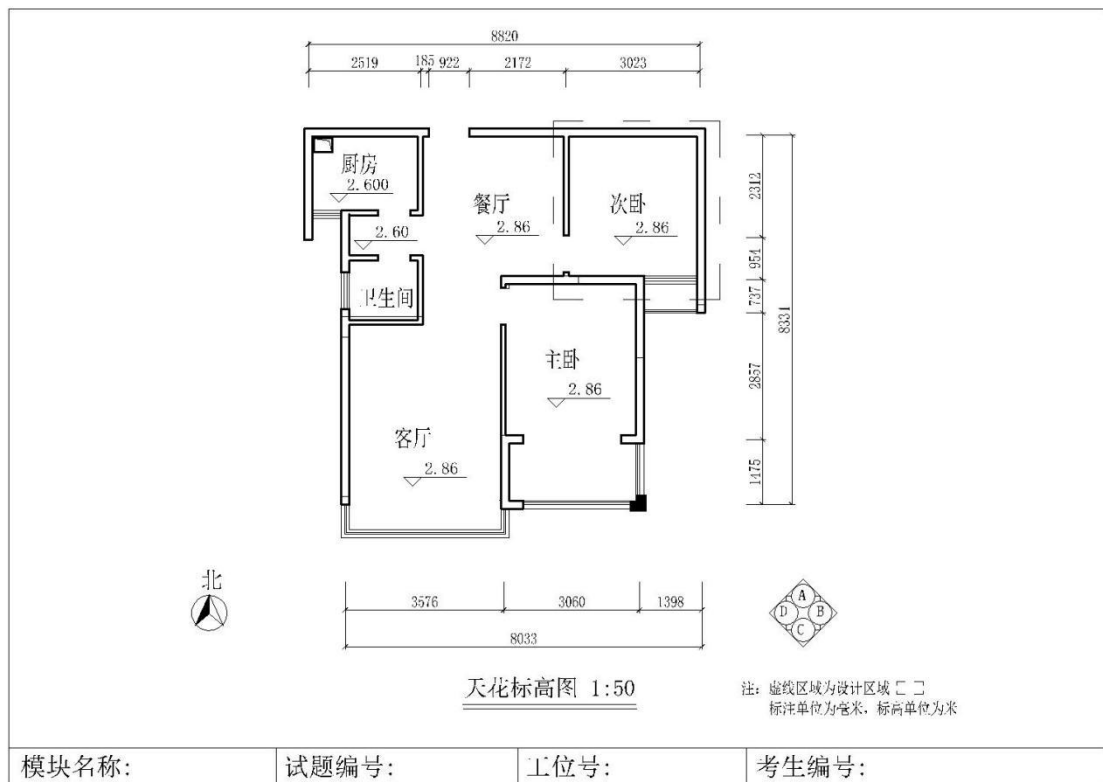 8820
2519 185 922 2172 3023
厨房
2.600
餐厅
2.86
次卧
2.86
2.60
卫生间
主卧
2.86
客厅
2.86
2312
954
737
2857
1475
8331
北
3576 3060 1398
8033
A
D B
C
天花标高图 1:50
注: 虚线区域为设计区域
标注单位为毫米, 标高单位为米
模块名称: 试题编号: 工位号: 考生编号: